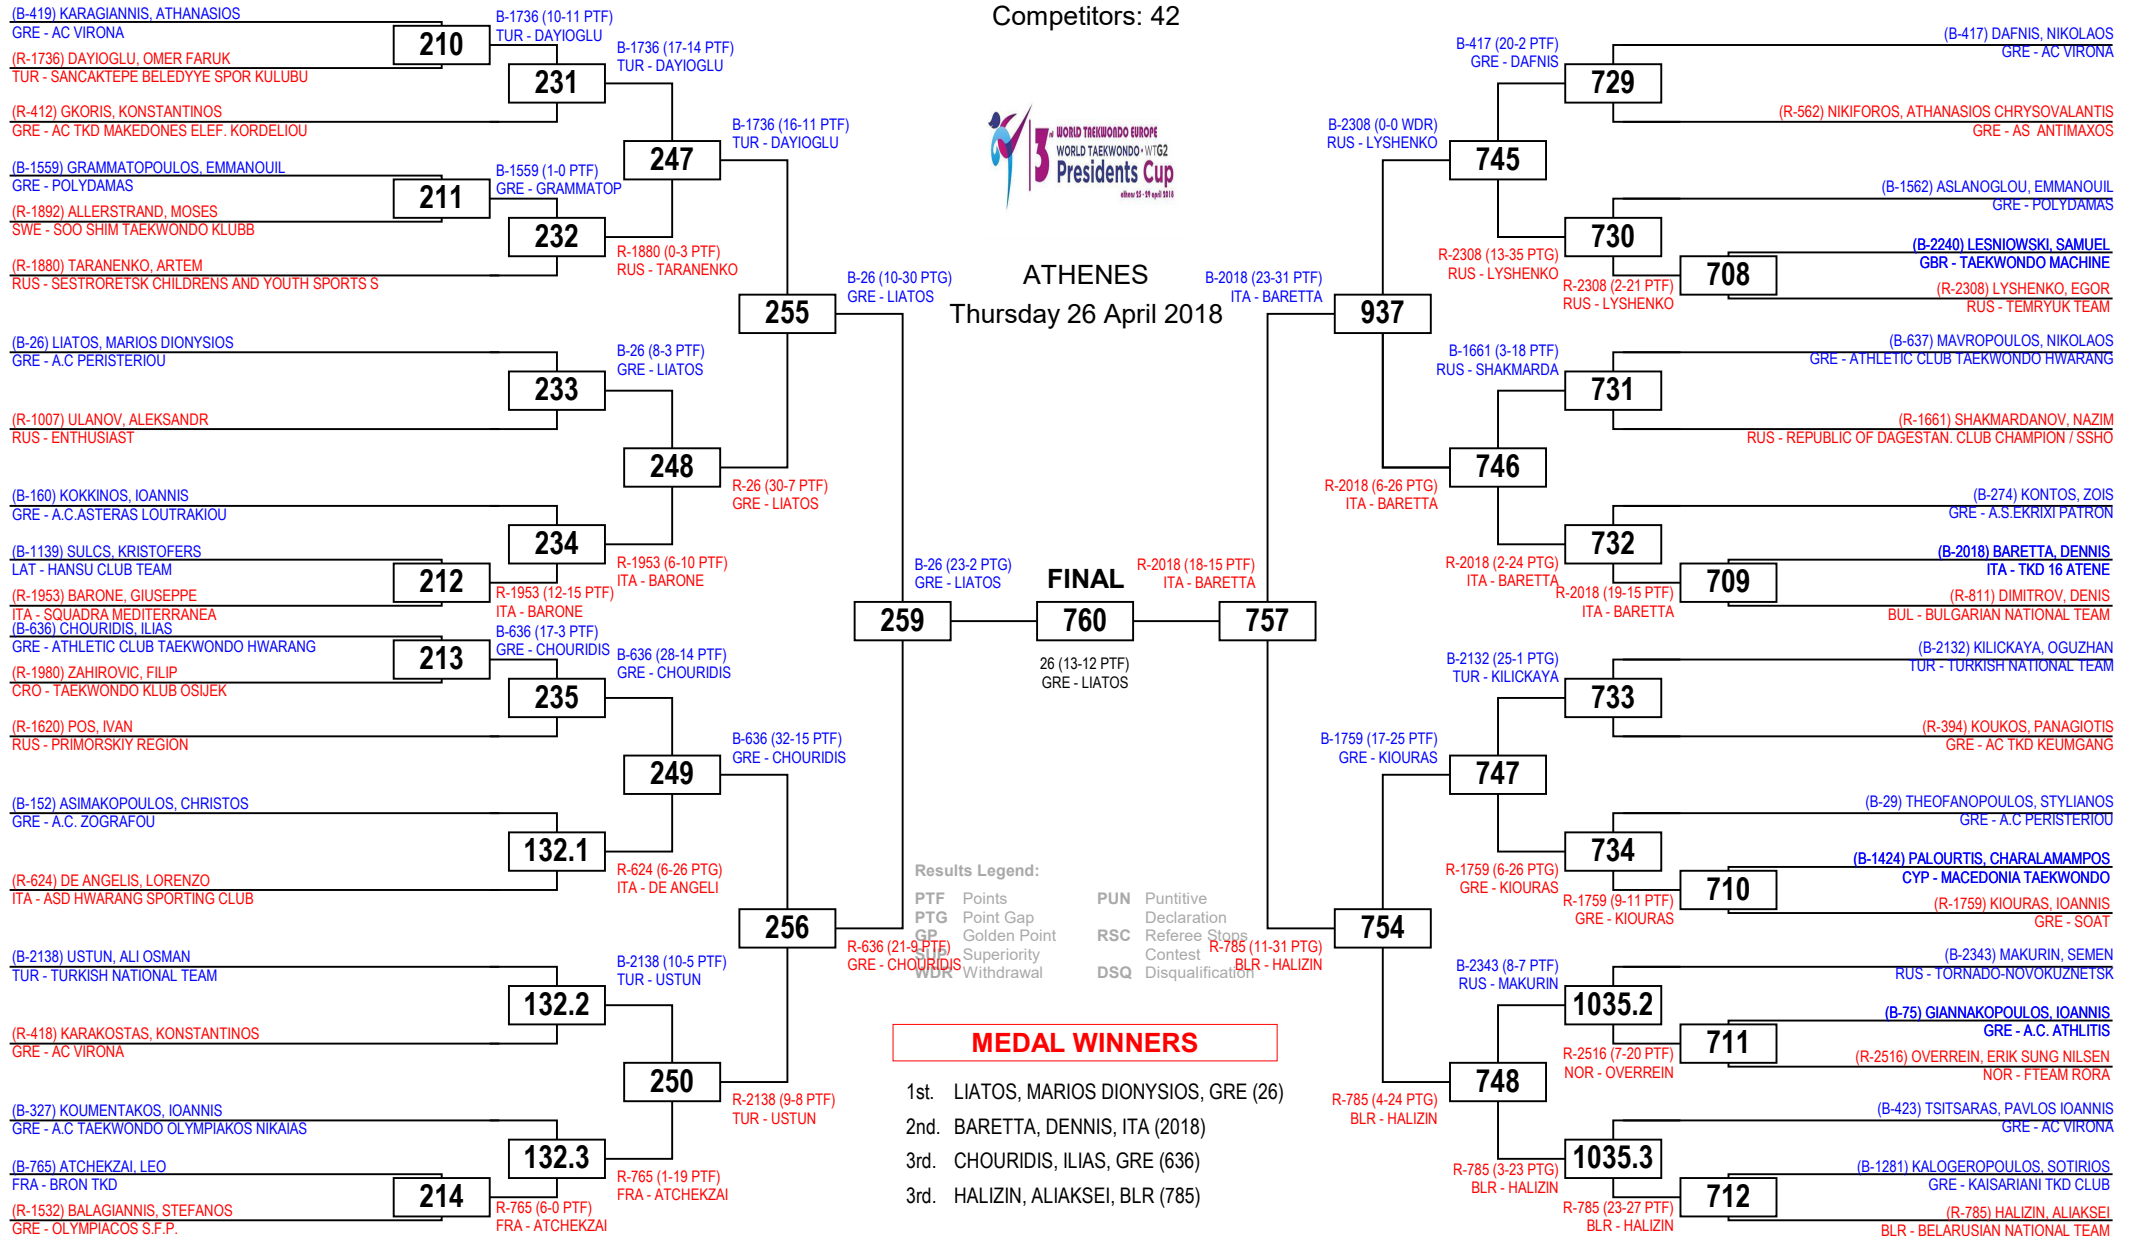 Competitors: 42
3rd WORLD TAEKWONDO EUROPE
WORLD TAEKWONDO • WTG2
Presidents Cup
athens 25 - 29 april 2018
ATHENES
Thursday 26 April 2018
(B-419) KARAGIANNIS, ATHANASIOS
GRE - AC VIRONA
(R-1736) DAYIOGLU, OMER FARUK
TUR - SANCAKTEPE BELEDYYE SPOR KULUBU
(R-412) GKORIS, KONSTANTINOS
GRE - AC TKD MAKEDONES ELEF. KORDELIOU
(B-1559) GRAMMATOPOULOS, EMMANOUIL
GRE - POLYDAMAS
(R-1892) ALLERSTRAND, MOSES
SWE - SOO SHIM TAEKWONDO KLUBB
(R-1880) TARANENKO, ARTEM
RUS - SESTRORETSK CHILDRENS AND YOUTH SPORTS S
(B-26) LIATOS, MARIOS DIONYSIOS
GRE - A.C PERISTERIOU
(R-1007) ULANOV, ALEKSANDR
RUS - ENTHUSIAST
(B-160) KOKKINOS, IOANNIS
GRE - A.C.ASTERAS LOUTRAKIOU
(B-1139) SULCS, KRISTOFERS
LAT - HANSU CLUB TEAM
(R-1953) BARONE, GIUSEPPE
ITA - SQUADRA MEDITERRANEA
(B-636) CHOURIDIS, ILIAS
GRE - ATHLETIC CLUB TAEKWONDO HWARANG
(R-1980) ZAHIROVIC, FILIP
CRO - TAEKWONDO KLUB OSIJEK
(R-1620) POS, IVAN
RUS - PRIMORSKIY REGION
(B-152) ASIMAKOPOULOS, CHRISTOS
GRE - A.C. ZOGRAFOU
(R-624) DE ANGELIS, LORENZO
ITA - ASD HWARANG SPORTING CLUB
(B-2138) USTUN, ALI OSMAN
TUR - TURKISH NATIONAL TEAM
(R-418) KARAKOSTAS, KONSTANTINOS
GRE - AC VIRONA
(B-327) KOUMENTAKOS, IOANNIS
GRE - A.C TAEKWONDO OLYMPIAKOS NIKAIAS
(B-765) ATCHEKZAI, LEO
FRA - BRON TKD
(R-1532) BALAGIANNIS, STEFANOS
GRE - OLYMPIACOS S.F.P.
210
B-1736 (10-11 PTF)
TUR - DAYIOGLU
211
B-1559 (1-0 PTF)
GRE - GRAMMATOP
212
R-1953 (12-15 PTF)
ITA - BARONE
213
B-636 (17-3 PTF)
GRE - CHOURIDIS
214
R-765 (6-0 PTF)
FRA - ATCHEKZAI
231
B-1736 (17-14 PTF)
TUR - DAYIOGLU
232
R-1880 (0-3 PTF)
RUS - TARANENKO
233
B-26 (8-3 PTF)
GRE - LIATOS
234
R-1953 (6-10 PTF)
ITA - BARONE
235
B-636 (28-14 PTF)
GRE - CHOURIDIS
132.1
R-624 (6-26 PTG)
ITA - DE ANGELI
132.2
B-2138 (10-5 PTF)
TUR - USTUN
132.3
R-765 (1-19 PTF)
FRA - ATCHEKZAI
247
B-1736 (16-11 PTF)
TUR - DAYIOGLU
248
R-26 (30-7 PTF)
GRE - LIATOS
249
B-636 (32-15 PTF)
GRE - CHOURIDIS
250
R-2138 (9-8 PTF)
TUR - USTUN
255
B-26 (10-30 PTG)
GRE - LIATOS
256
R-636 (21-9 PTF)
GRE - CHOURIDIS
259
B-26 (23-2 PTG)
GRE - LIATOS
FINAL
760
26 (13-12 PTF)
GRE - LIATOS
R-2018 (18-15 PTF)
ITA - BARETTA
757
B-2018 (23-31 PTF)
ITA - BARETTA
937
R-785 (11-31 PTG)
BLR - HALIZIN
754
B-2308 (0-0 WDR)
RUS - LYSHENKO
745
R-2018 (6-26 PTG)
ITA - BARETTA
746
B-1759 (17-25 PTF)
GRE - KIOURAS
747
R-785 (4-24 PTG)
BLR - HALIZIN
748
B-417 (20-2 PTF)
GRE - DAFNIS
729
R-2308 (13-35 PTG)
RUS - LYSHENKO
730
B-1661 (3-18 PTF)
RUS - SHAKMARDA
731
R-2018 (2-24 PTG)
ITA - BARETTA
732
B-2132 (25-1 PTG)
TUR - KILICKAYA
733
R-1759 (6-26 PTG)
GRE - KIOURAS
734
B-2343 (8-7 PTF)
RUS - MAKURIN
1035.2
R-785 (3-23 PTG)
BLR - HALIZIN
1035.3
R-2308 (2-21 PTF)
RUS - LYSHENKO
708
R-2018 (19-15 PTF)
ITA - BARETTA
709
R-1759 (9-11 PTF)
GRE - KIOURAS
710
R-2516 (7-20 PTF)
NOR - OVERREIN
711
R-785 (23-27 PTF)
BLR - HALIZIN
712
(B-417) DAFNIS, NIKOLAOS
GRE - AC VIRONA
(R-562) NIKIFOROS, ATHANASIOS CHRYSOVALANTIS
GRE - AS ANTIMAXOS
(B-1562) ASLANOGLOU, EMMANOUIL
GRE - POLYDAMAS
(B-2240) LESNIOWSKI, SAMUEL
GBR - TAEKWONDO MACHINE
(R-2308) LYSHENKO, EGOR
RUS - TEMRYUK TEAM
(B-637) MAVROPOULOS, NIKOLAOS
GRE - ATHLETIC CLUB TAEKWONDO HWARANG
(R-1661) SHAKMARDANOV, NAZIM
RUS - REPUBLIC OF DAGESTAN. CLUB CHAMPION / SSHO
(B-274) KONTOS, ZOIS
GRE - A.S.EKRIXI PATRON
(B-2018) BARETTA, DENNIS
ITA - TKD 16 ATENE
(R-811) DIMITROV, DENIS
BUL - BULGARIAN NATIONAL TEAM
(B-2132) KILICKAYA, OGUZHAN
TUR - TURKISH NATIONAL TEAM
(R-394) KOUKOS, PANAGIOTIS
GRE - AC TKD KEUMGANG
(B-29) THEOFANOPOULOS, STYLIANOS
GRE - A.C PERISTERIOU
(B-1424) PALOURTIS, CHARALAMAMPOS
CYP - MACEDONIA TAEKWONDO
(R-1759) KIOURAS, IOANNIS
GRE - SOAT
(B-2343) MAKURIN, SEMEN
RUS - TORNADO-NOVOKUZNETSK
(B-75) GIANNAKOPOULOS, IOANNIS
GRE - A.C. ATHLITIS
(R-2516) OVERREIN, ERIK SUNG NILSEN
NOR - FTEAM RORA
(B-423) TSITSARAS, PAVLOS IOANNIS
GRE - AC VIRONA
(B-1281) KALOGEROPOULOS, SOTIRIOS
GRE - KAISARIANI TKD CLUB
(R-785) HALIZIN, ALIAKSEI
BLR - BELARUSIAN NATIONAL TEAM
Results Legend:
PTF Points
PTG Point Gap
GP Golden Point
SUP Superiority
WDR Withdrawal
PUN Puntitive
Declaration
RSC Referee Stops
Contest
DSQ Disqualification
MEDAL WINNERS
1st. LIATOS, MARIOS DIONYSIOS, GRE (26)
2nd. BARETTA, DENNIS, ITA (2018)
3rd. CHOURIDIS, ILIAS, GRE (636)
3rd. HALIZIN, ALIAKSEI, BLR (785)